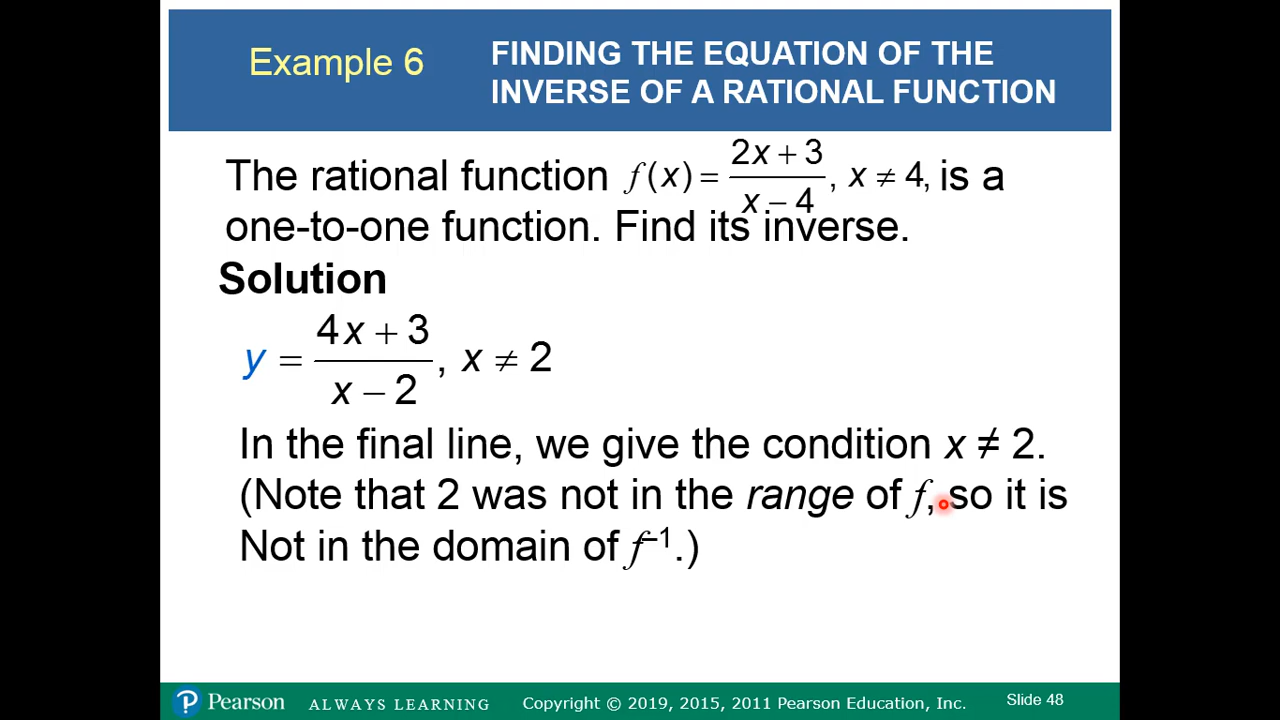 Example 6
FINDING THE EQUATION OF THE
INVERSE OF A RATIONAL FUNCTION
The rational function f(x) = (2x + 3)/(x − 4), x ≠ 4, is a
one-to-one function. Find its inverse.
Solution
y = (4x + 3)/(x − 2), x ≠ 2
In the final line, we give the condition x ≠ 2.
(Note that 2 was not in the range of f, so it is
Not in the domain of f⁻¹.)
Pearson ALWAYS LEARNING Copyright © 2019, 2015, 2011 Pearson Education, Inc. Slide 48